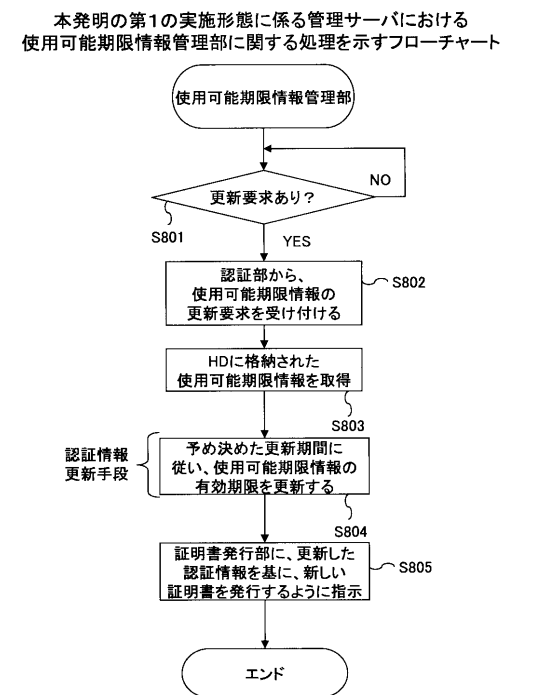 本発明の第１の実施形態に係る管理サーバにおける
使用可能期限情報管理部に関する処理を示すフローチャート
使用可能期限情報管理部
NO
更新要求あり？
S801
YES
認証部から、
使用可能期限情報の
更新要求を受け付ける
S802
HDに格納された
使用可能期限情報を取得
S803
認証情報
更新手段
予め決めた更新期間に
従い、使用可能期限情報の
有効期限を更新する
S804
証明書発行部に、更新した
認証情報を基に、新しい
証明書を発行するように指示
S805
エンド